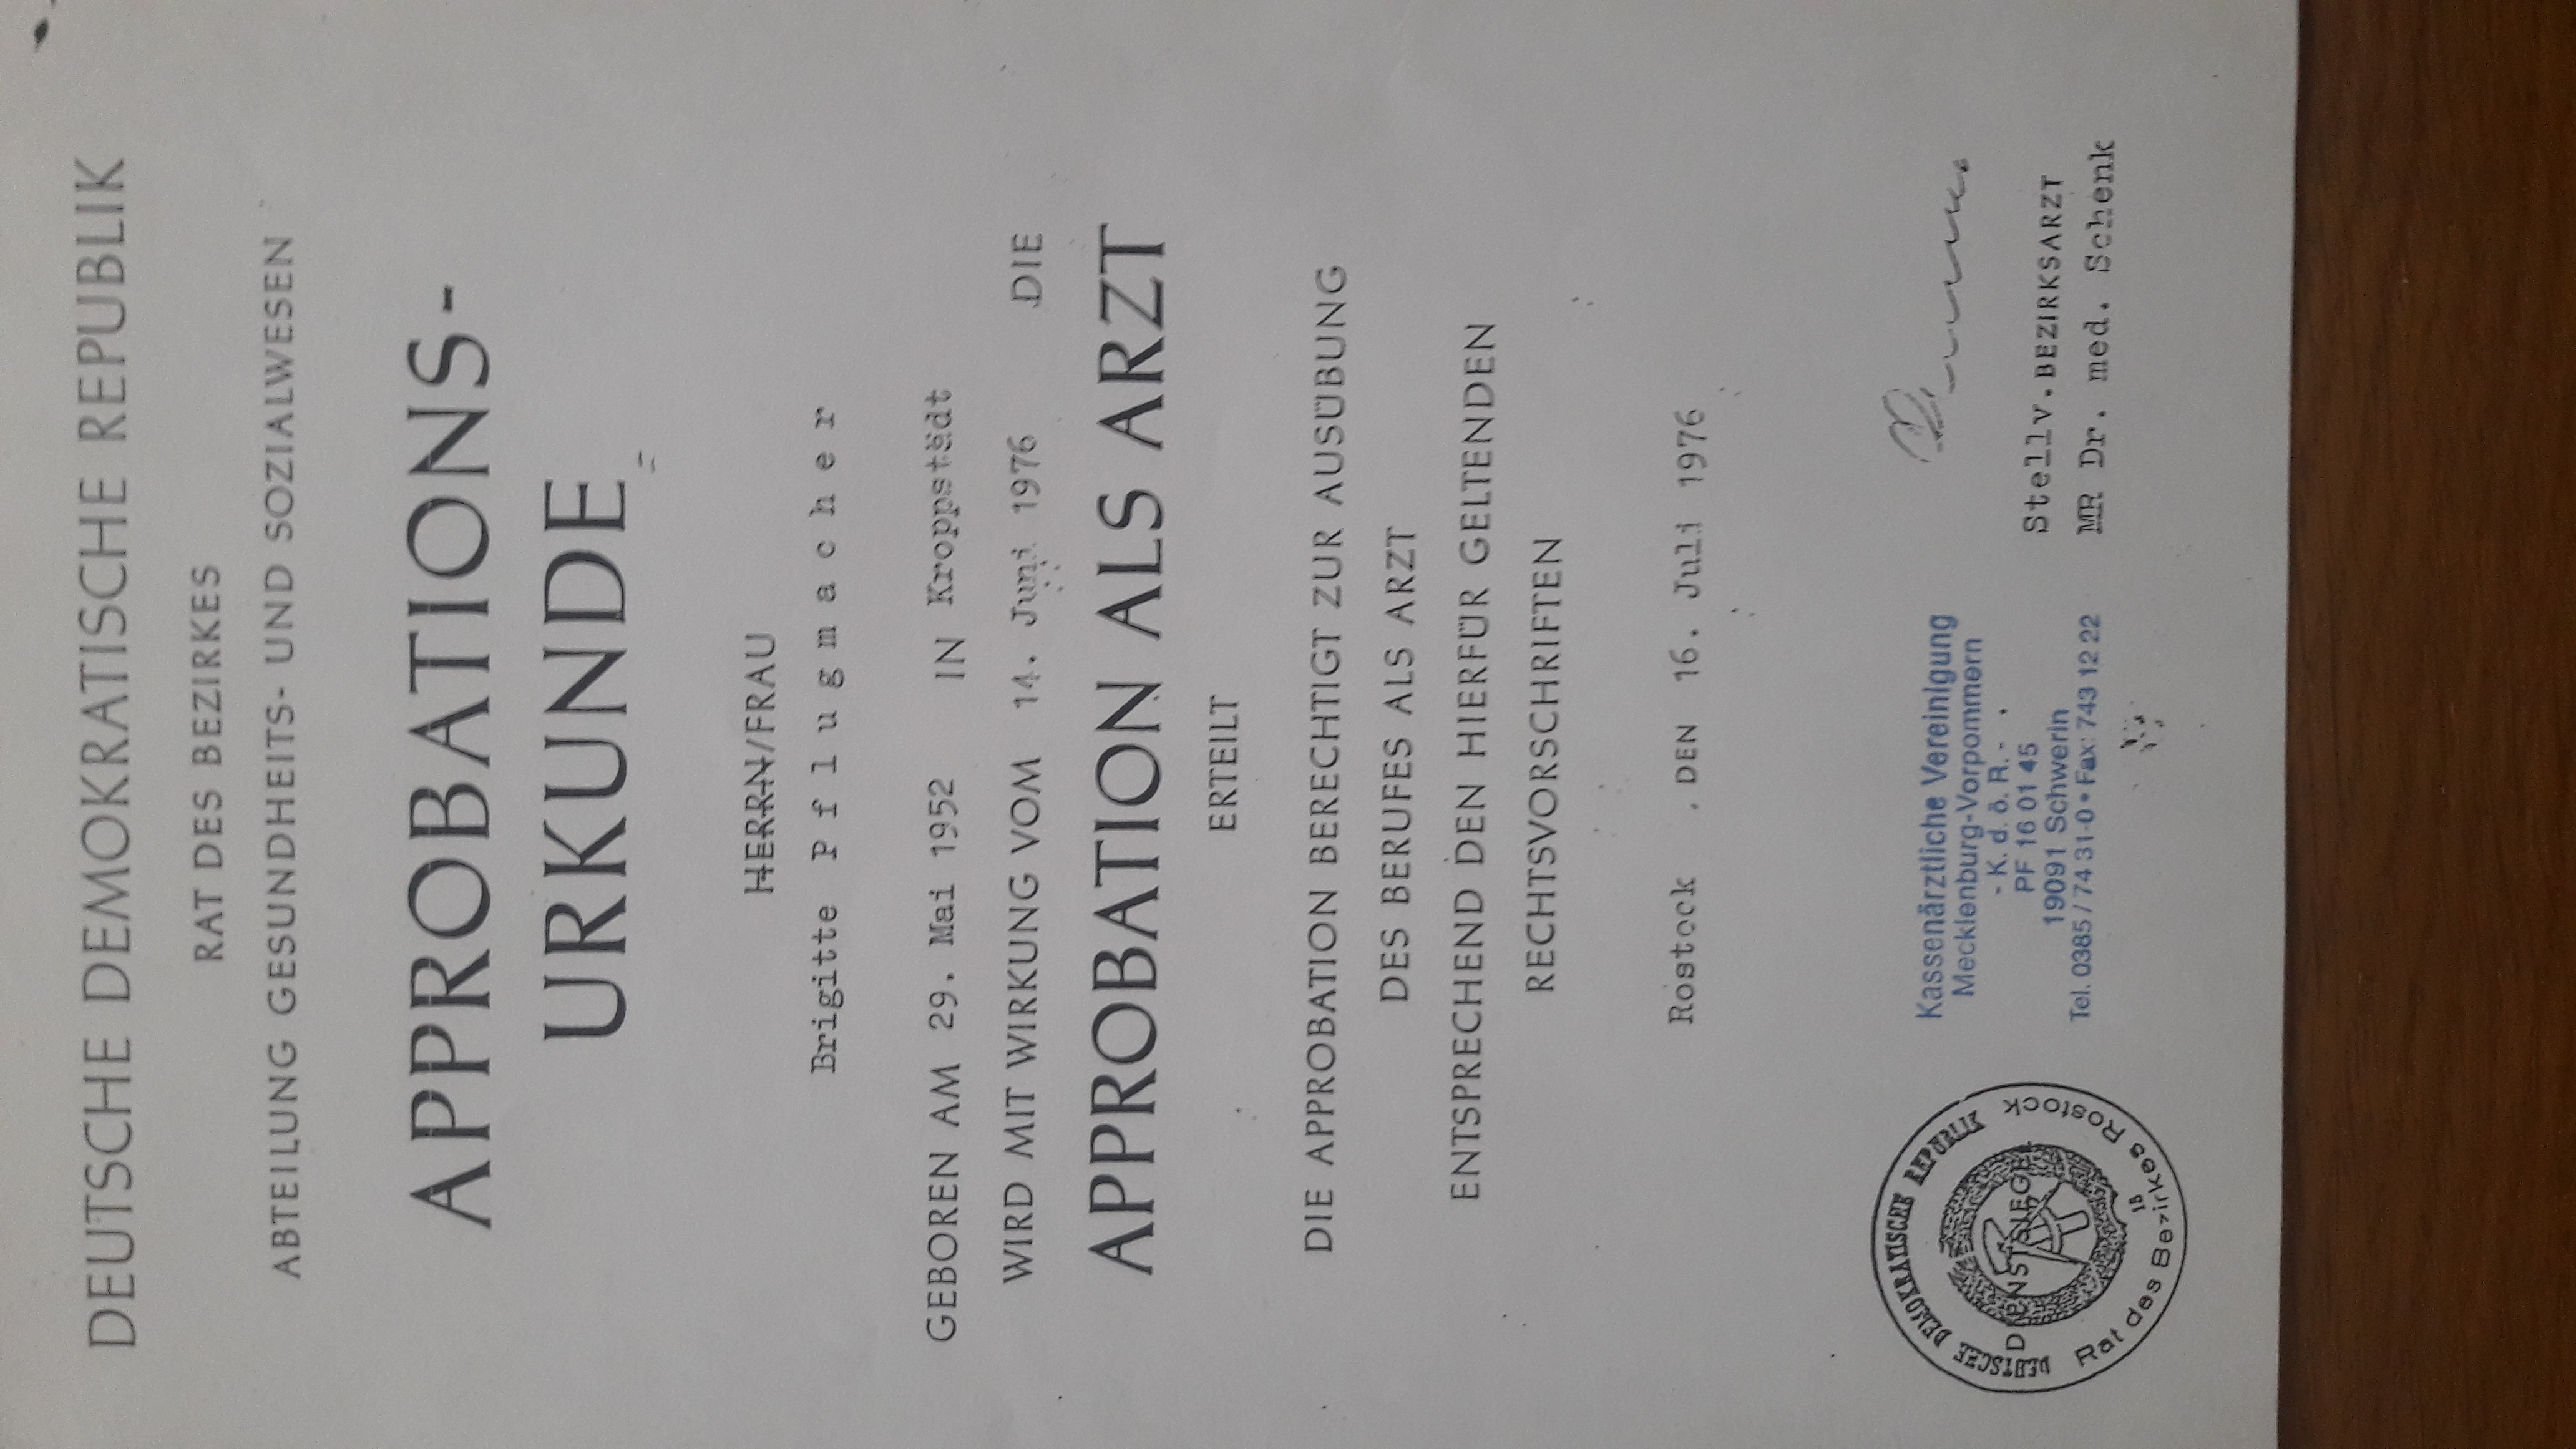 DEUTSCHE DEMOKRATISCHE REPUBLIK
RAT DES BEZIRKES
ABTEILUNG GESUNDHEITS- UND SOZIALWESEN
APPROBATIONS-
URKUNDE
HERRN/FRAU
Brigitte P f l u g m a c h e r
GEBOREN AM 29. Mai 1952 IN Kroppstädt
WIRD MIT WIRKUNG VOM 14. Juni 1976 DIE
APPROBATION ALS ARZT
ERTEILT
DIE APPROBATION BERECHTIGT ZUR AUSÜBUNG
DES BERUFES ALS ARZT
ENTSPRECHEND DEN HIERFÜR GELTENDEN
RECHTSVORSCHRIFTEN
Rostock , DEN 16. Juli 1976
DEUTSCHE DEMOKRATISCHE REPUBLIK
DIENSTSIEGEL
18
Rat des Bezirkes Rostock
Kassenärztliche Vereinigung
Mecklenburg-Vorpommern
- K. d. ö. R. -
PF 16 01 45
19091 Schwerin
Tel. 0385 / 74 31-0 • Fax: 743 12 22
Stellv. BEZIRKSARZT
MR Dr. med. Schenk